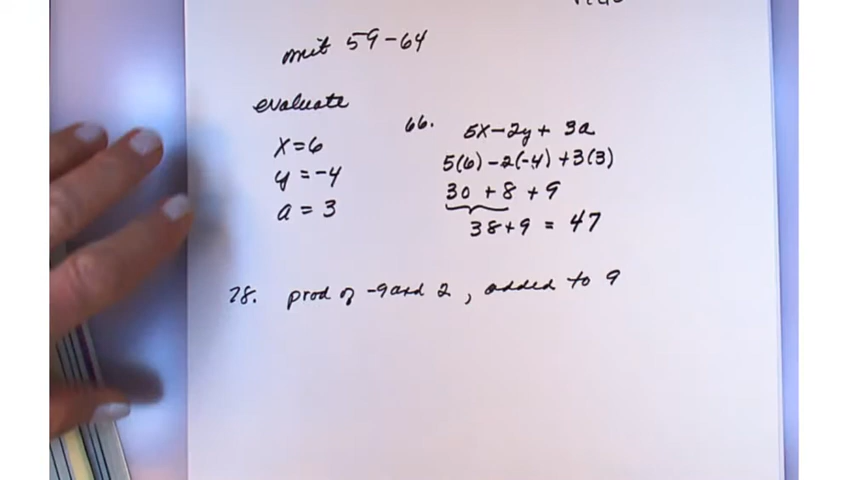 omit 59-64
evaluate
x=6
y=-4
a=3
66. 5x-2y+3a
5(6)-2(-4)+3(3)
30+8+9
38+9=47
78. prod of -9 and 2, added to 9